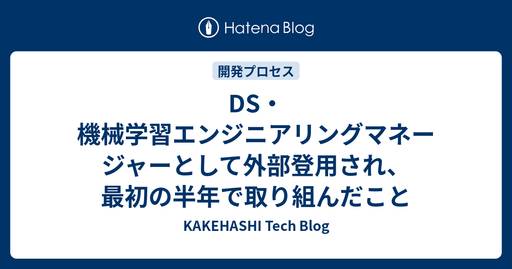 Hatena Blog
開発プロセス
DS・
機械学習エンジニアリングマネー
ジャーとして外部登用され、
最初の半年で取り組んだこと
KAKEHASHI Tech Blog